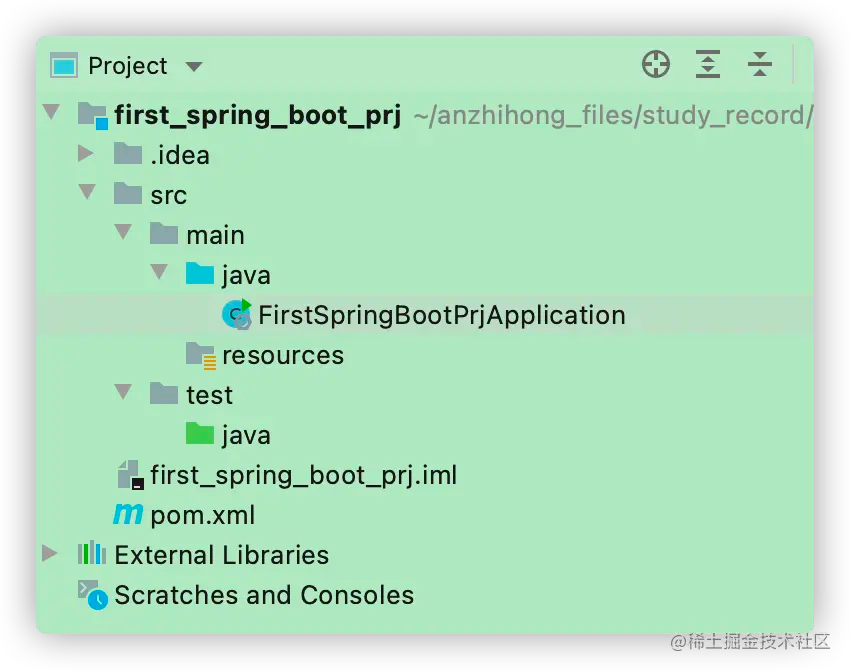 Project
first_spring_boot_prj ~/anzhihong_files/study_record/
.idea
src
main
java
FirstSpringBootPrjApplication
resources
test
java
first_spring_boot_prj.iml
pom.xml
External Libraries
Scratches and Consoles
@稀土掘金技术社区